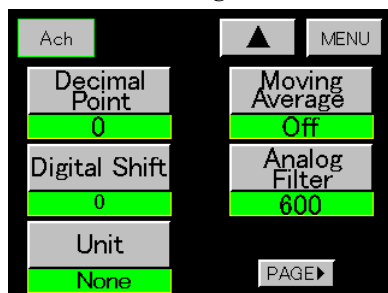 Ach
▲
MENU
Decimal
Point
0
Moving
Average
Off
Digital Shift
0
Analog
Filter
600
Unit
None
PAGE▶